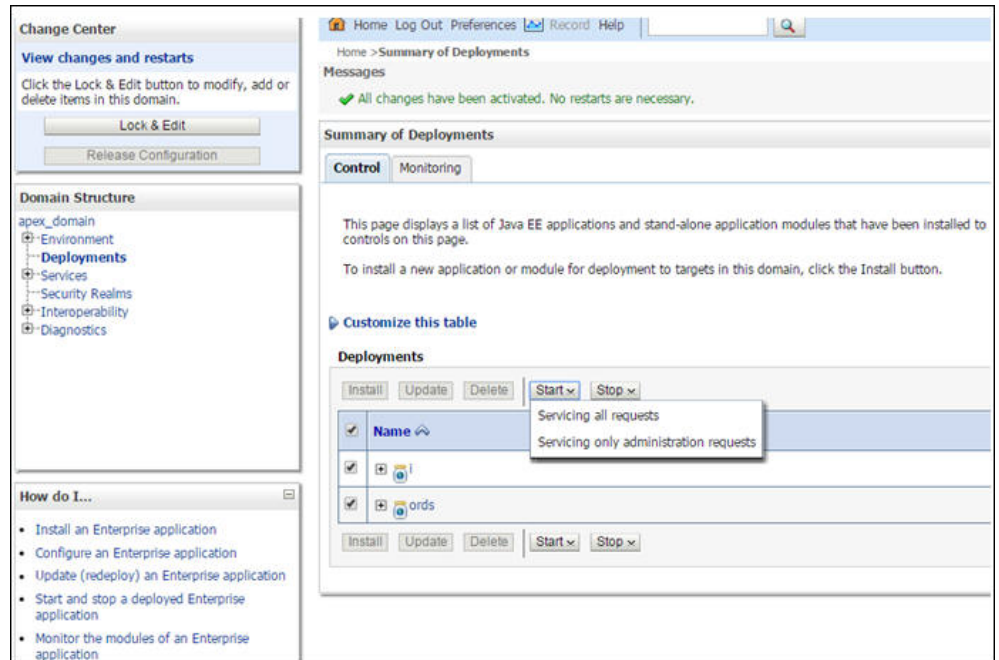 Change Center
View changes and restarts
Click the Lock & Edit button to modify, add or
delete items in this domain.
Lock & Edit
Release Configuration
Domain Structure
apex_domain
Environment
Deployments
Services
Security Realms
Interoperability
Diagnostics
How do I...
Install an Enterprise application
Configure an Enterprise application
Update (redeploy) an Enterprise application
Start and stop a deployed Enterprise
application
Monitor the modules of an Enterprise
application
Home Log Out Preferences Record Help
Home >Summary of Deployments
Messages
All changes have been activated. No restarts are necessary.
Summary of Deployments
Control Monitoring
This page displays a list of Java EE applications and stand-alone application modules that have been installed to
controls on this page.
To install a new application or module for deployment to targets in this domain, click the Install button.
Customize this table
Deployments
Install Update Delete Start Stop
Servicing all requests
Servicing only administration requests
Name
i
ords
Install Update Delete Start Stop